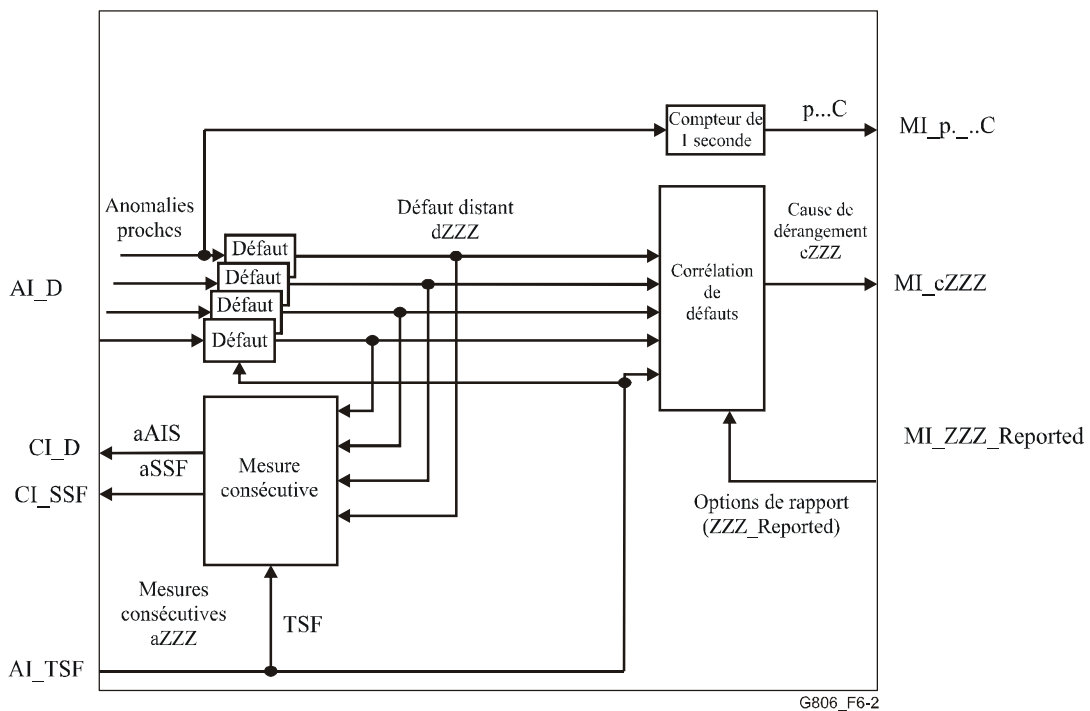 p...C
Compteur de
1 seconde
MI_p._..C
Anomalies
proches
Défaut distant
dZZZ
Cause de
dérangement
cZZZ
Défaut
Défaut
Défaut
Défaut
AI_D
Corrélation
de
défauts
MI_cZZZ
CI_D
aAIS
aSSF
CI_SSF
Mesure
consécutive
MI_ZZZ_Reported
Options de rapport
(ZZZ_Reported)
Mesures
consécutives
aZZZ
TSF
AI_TSF
G806_F6-2